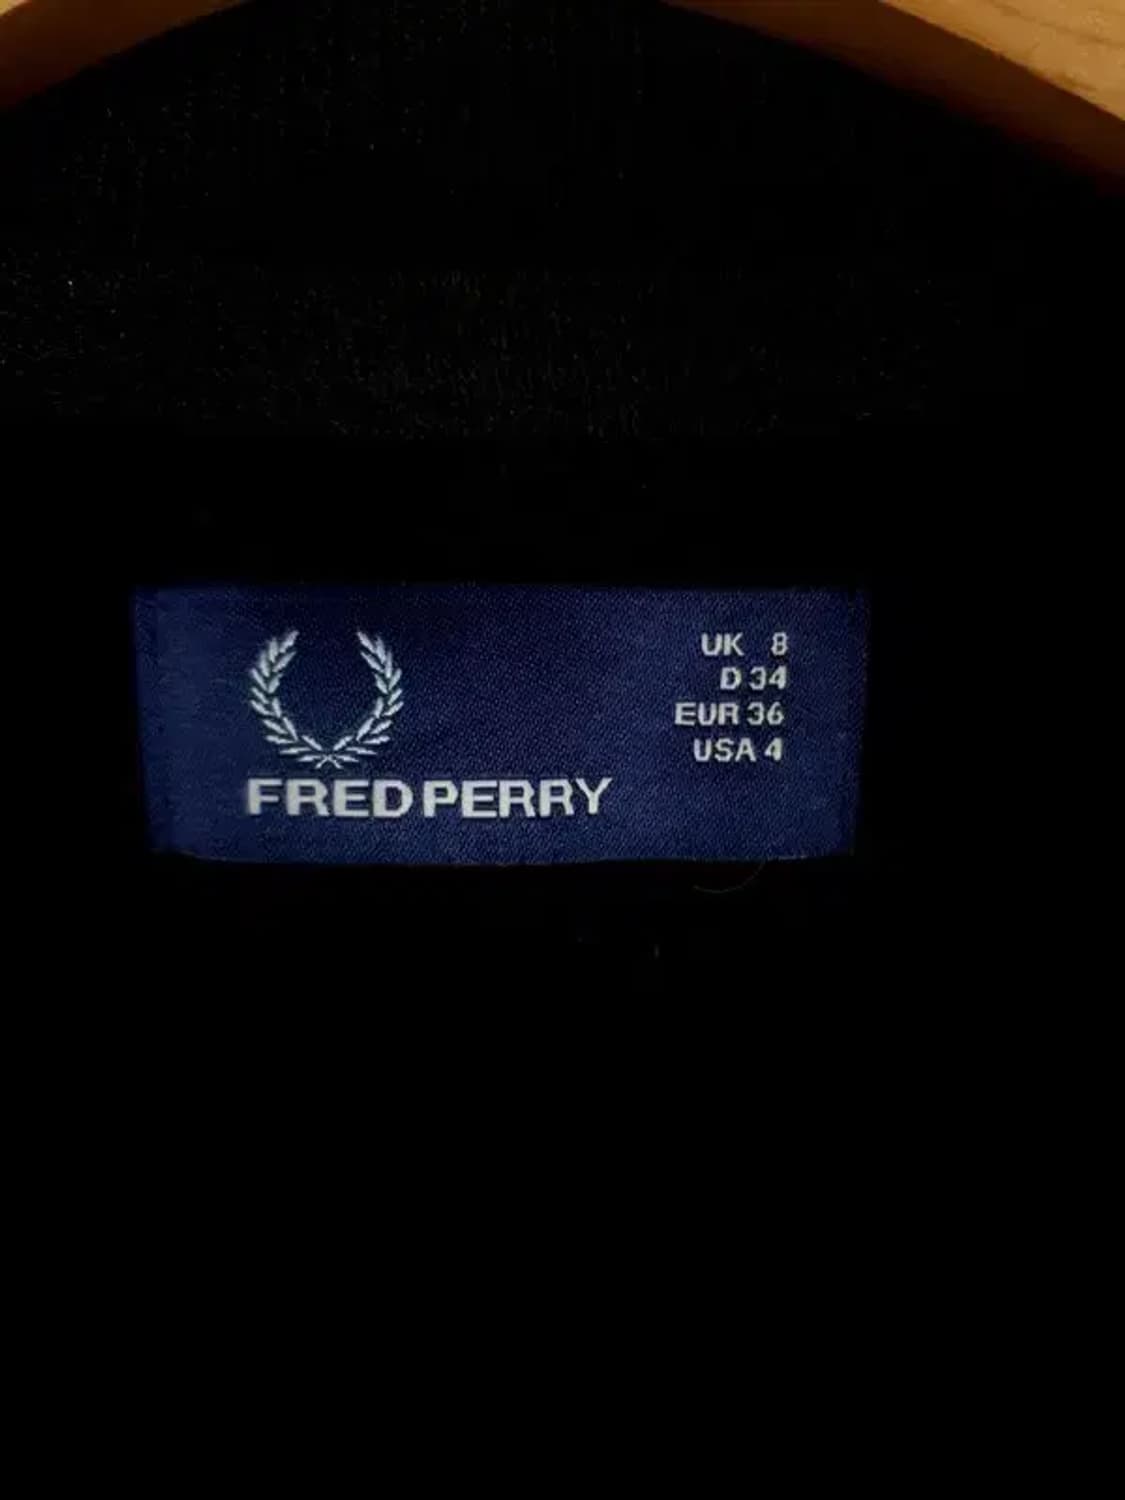 FRED PERRY
UK 8
D 34
EUR 36
USA 4